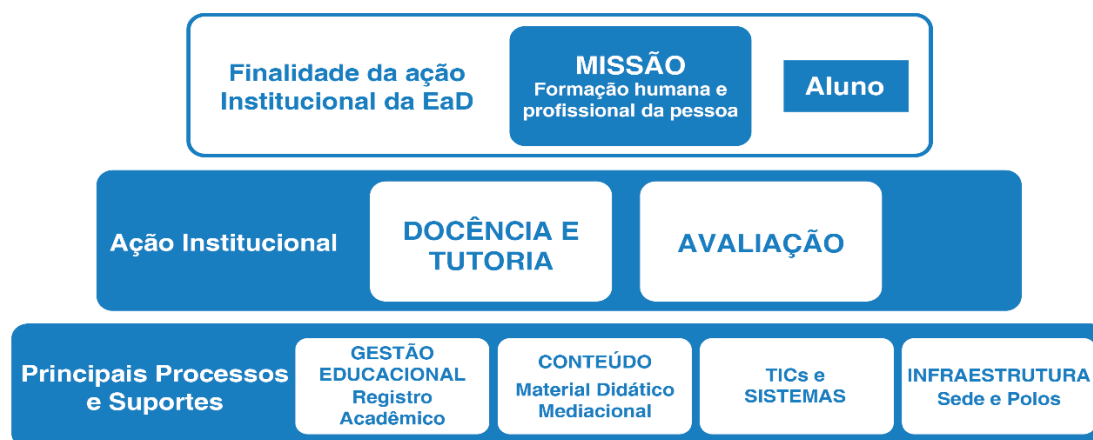 Finalidade da ação
Institucional da EaD
MISSÃO
Formação humana e
profissional da pessoa
Aluno
Ação Institucional
DOCÊNCIA E
TUTORIA
AVALIAÇÃO
Principais Processos
e Suportes
GESTÃO
EDUCACIONAL
Registro
Acadêmico
CONTEÚDO
Material Didático
Mediacional
TICs e
SISTEMAS
INFRAESTRUTURA
Sede e Polos